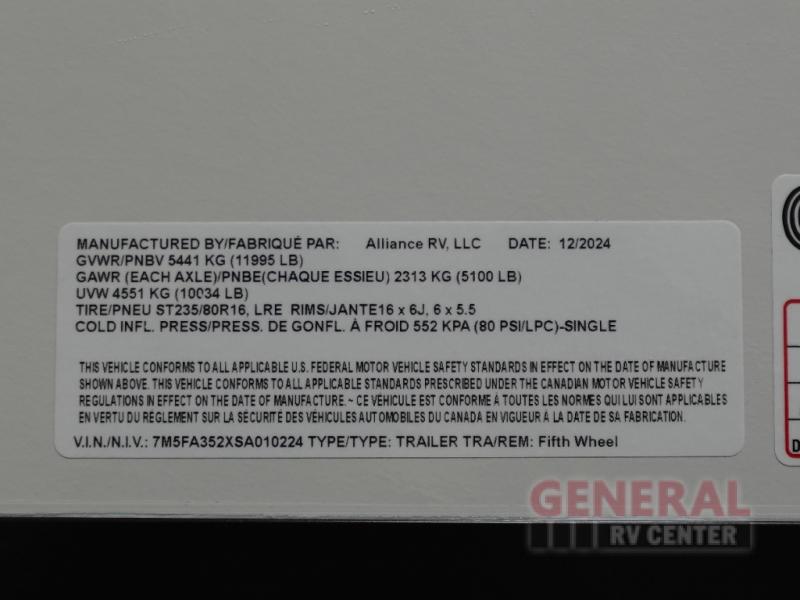 MANUFACTURED BY/FABRIQUÉ PAR: Alliance RV, LLC DATE: 12/2024
GVWR/PNBV 5441 KG (11995 LB)
GAWR (EACH AXLE)/PNBE(CHAQUE ESSIEU) 2313 KG (5100 LB)
UVW 4551 KG (10034 LB)
TIRE/PNEU ST235/80R16, LRE RIMS/JANTE16 x 6J, 6 x 5.5
COLD INFL. PRESS/PRESS. DE GONFL. À FROID 552 KPA (80 PSI/LPC)-SINGLE
THIS VEHICLE CONFORMS TO ALL APPLICABLE U.S. FEDERAL MOTOR VEHICLE SAFETY STANDARDS IN EFFECT ON THE DATE OF MANUFACTURE
SHOWN ABOVE. THIS VEHICLE CONFORMS TO ALL APPLICABLE STANDARDS PRESCRIBED UNDER THE CANADIAN MOTOR VEHICLE SAFETY
REGULATIONS IN EFFECT ON THE DATE OF MANUFACTURE. ~ CE VÉHICULE EST CONFORME À TOUTES LES NORMES QUI LUI SONT APPLICABLES
EN VERTU DU RÉGLEMENT SUR LA SÉCURITÉ DES VÉHICULES AUTOMOBILES DU CANADA EN VIGUEUR À LA DATE DE SA FABRICATION.
V.I.N./N.I.V.: 7M5FA352XSA010224 TYPE/TYPE: TRAILER TRA/REM: Fifth Wheel
GENERAL
RV CENTER